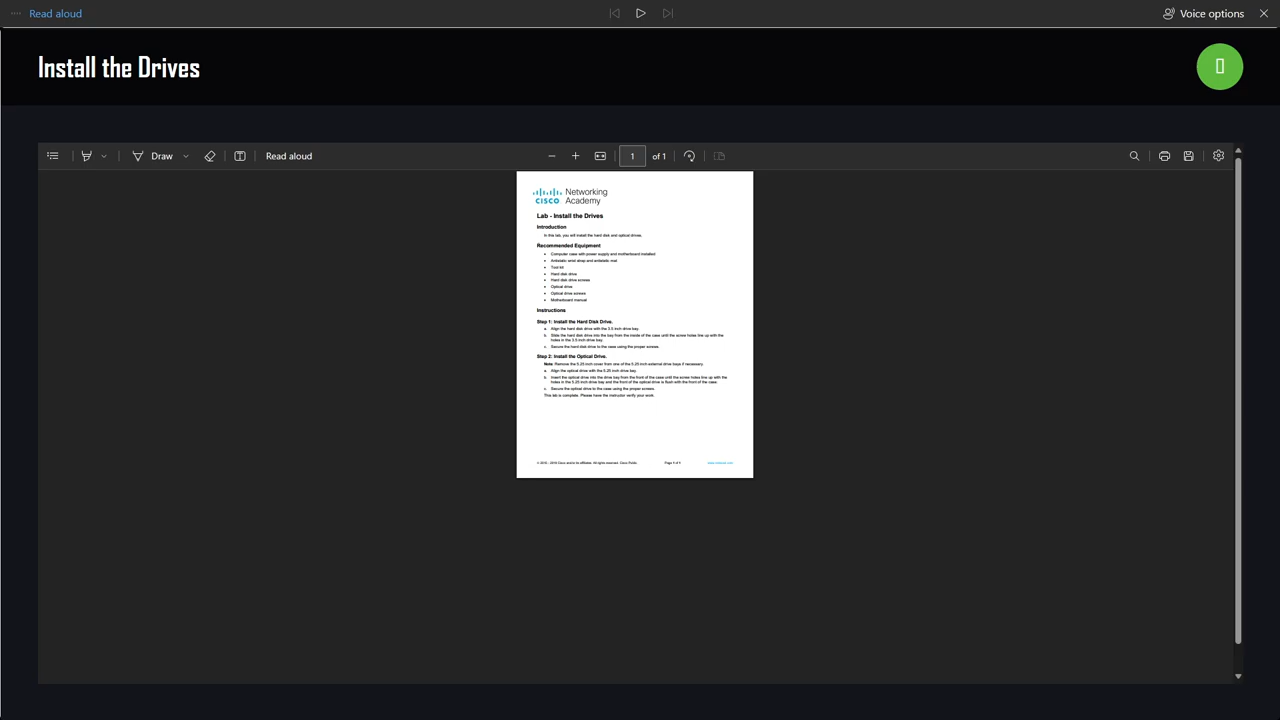 Read aloud
Voice options
Install the Drives
Draw
Read aloud
1 of 1
CISCO Networking Academy
Lab - Install the Drives
Introduction
In this lab, you will install the hard disk and optical drives.
Recommended Equipment
• Computer case with power supply and motherboard installed
• Antistatic wrist strap and antistatic mat
• Tool kit
• Hard disk drive
• Hard disk drive screws
• Optical drive
• Optical drive screws
• Motherboard manual
Instructions
Step 1: Install the Hard Disk Drive.
a. Align the hard disk drive with the 3.5 inch drive bay.
b. Slide the hard disk drive into the bay from the inside of the case until the screw holes line up with the
holes in the 3.5 inch drive bay.
c. Secure the hard disk drive to the case using the proper screws.
Step 2: Install the Optical Drive.
Note: Remove the 5.25 inch cover from one of the 5.25 inch external drive bays if necessary.
a. Align the optical drive with the 5.25 inch drive bay.
b. Insert the optical drive into the drive bay from the front of the case until the screw holes line up with the
holes in the 5.25 inch drive bay and the front of the optical drive is flush with the front of the case.
c. Secure the optical drive to the case using the proper screws.
This lab is complete. Please have the instructor verify your work.
Cisco and/or its affiliates. All rights reserved. Cisco Public